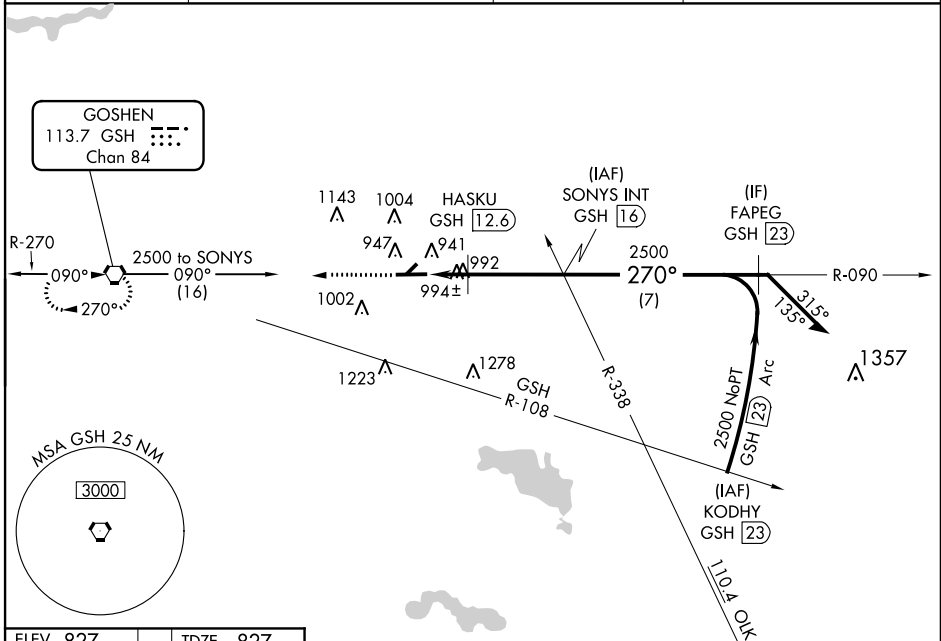 GOSHEN
113.7 GSH
Chan 84
R-270
090°
270°
2500 to SONYS
090°
(16)
1143
1004
947
941
HASKU
GSH 12.6
992
994±
1002
(IAF)
SONYS INT
GSH 16
2500
270°
(7)
(IF)
FAPEG
GSH 23
R-090
315°
135°
1357
1223
1278
GSH
R-108
R-338
2500 NoPT
GSH 23 Arc
(IAF)
KODHY
GSH 23
110.4 OLK
MSA GSH 25 NM
3000
ELEV 827
TDZE 827